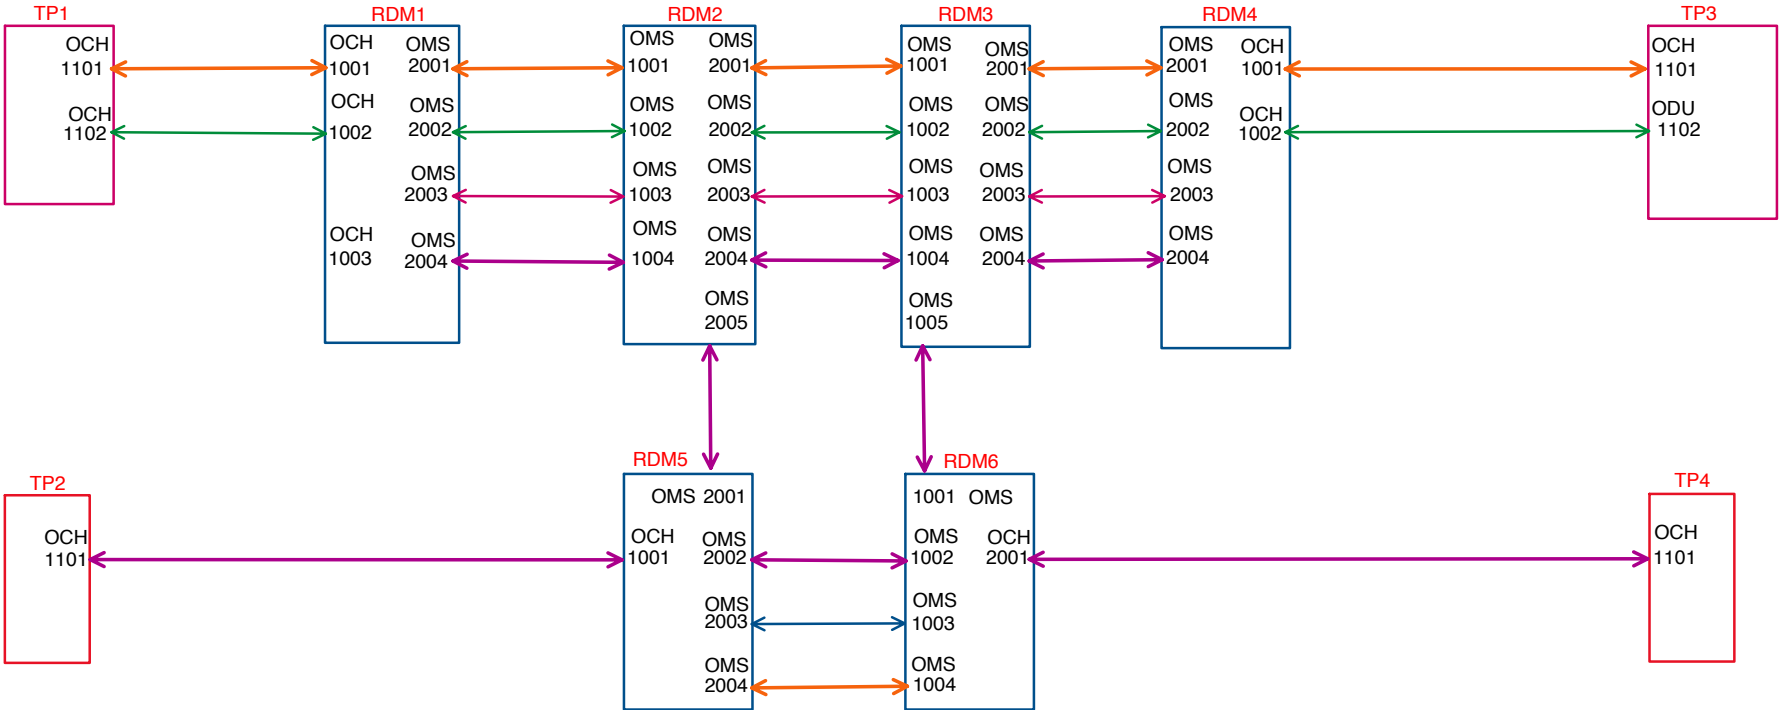 TP1
OCH
1101
OCH
1102
RDM1
OCH
1001
OCH
1002
OCH
1003
OMS
2001
OMS
2002
OMS
2003
OMS
2004
RDM2
OMS
1001
OMS
1002
OMS
1003
OMS
1004
OMS
2001
OMS
2002
OMS
2003
OMS
2004
OMS
2005
RDM3
OMS
1001
OMS
1002
OMS
1003
OMS
1004
OMS
1005
OMS
2001
OMS
2002
OMS
2003
OMS
2004
RDM4
OMS
2001
OMS
2002
OMS
2003
OMS
2004
OCH
1001
OCH
1002
TP3
OCH
1101
ODU
1102
TP2
OCH
1101
RDM5
OMS 2001
OCH
1001
OMS
2002
OMS
2003
OMS
2004
RDM6
1001 OMS
OMS
1002
OMS
1003
OMS
1004
OCH
2001
TP4
OCH
1101